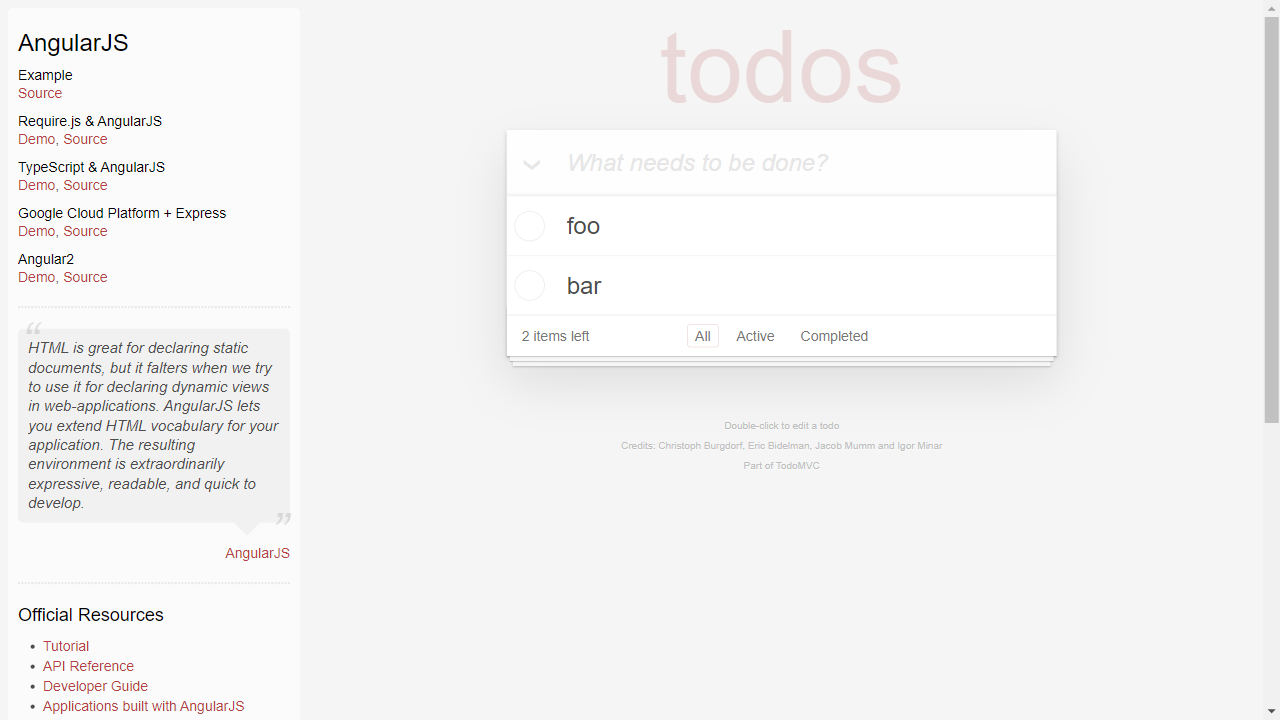 AngularJS
Example
Source
Require.js & AngularJS
Demo, Source
TypeScript & AngularJS
Demo, Source
Google Cloud Platform + Express
Demo, Source
Angular2
Demo, Source
“
HTML is great for declaring static
documents, but it falters when we try
to use it for declaring dynamic views
in web-applications. AngularJS lets
you extend HTML vocabulary for your
application. The resulting
environment is extraordinarily
expressive, readable, and quick to
develop.
”
AngularJS
Official Resources
• Tutorial
• API Reference
• Developer Guide
• Applications built with AngularJS
todos
What needs to be done?
foo
bar
2 items left All Active Completed
Double-click to edit a todo
Credits: Christoph Burgdorf, Eric Bidelman, Jacob Mumm and Igor Minar
Part of TodoMVC